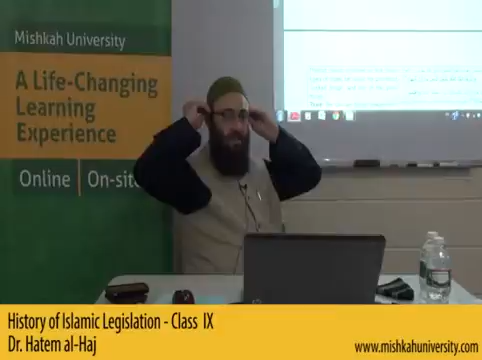 Mishkah University
A Life-Changing
Learning
Experience
Online | On-sit
History of Islamic Legislation - Class IX
Dr. Hatem al-Haj
www.mishkahuniversity.com